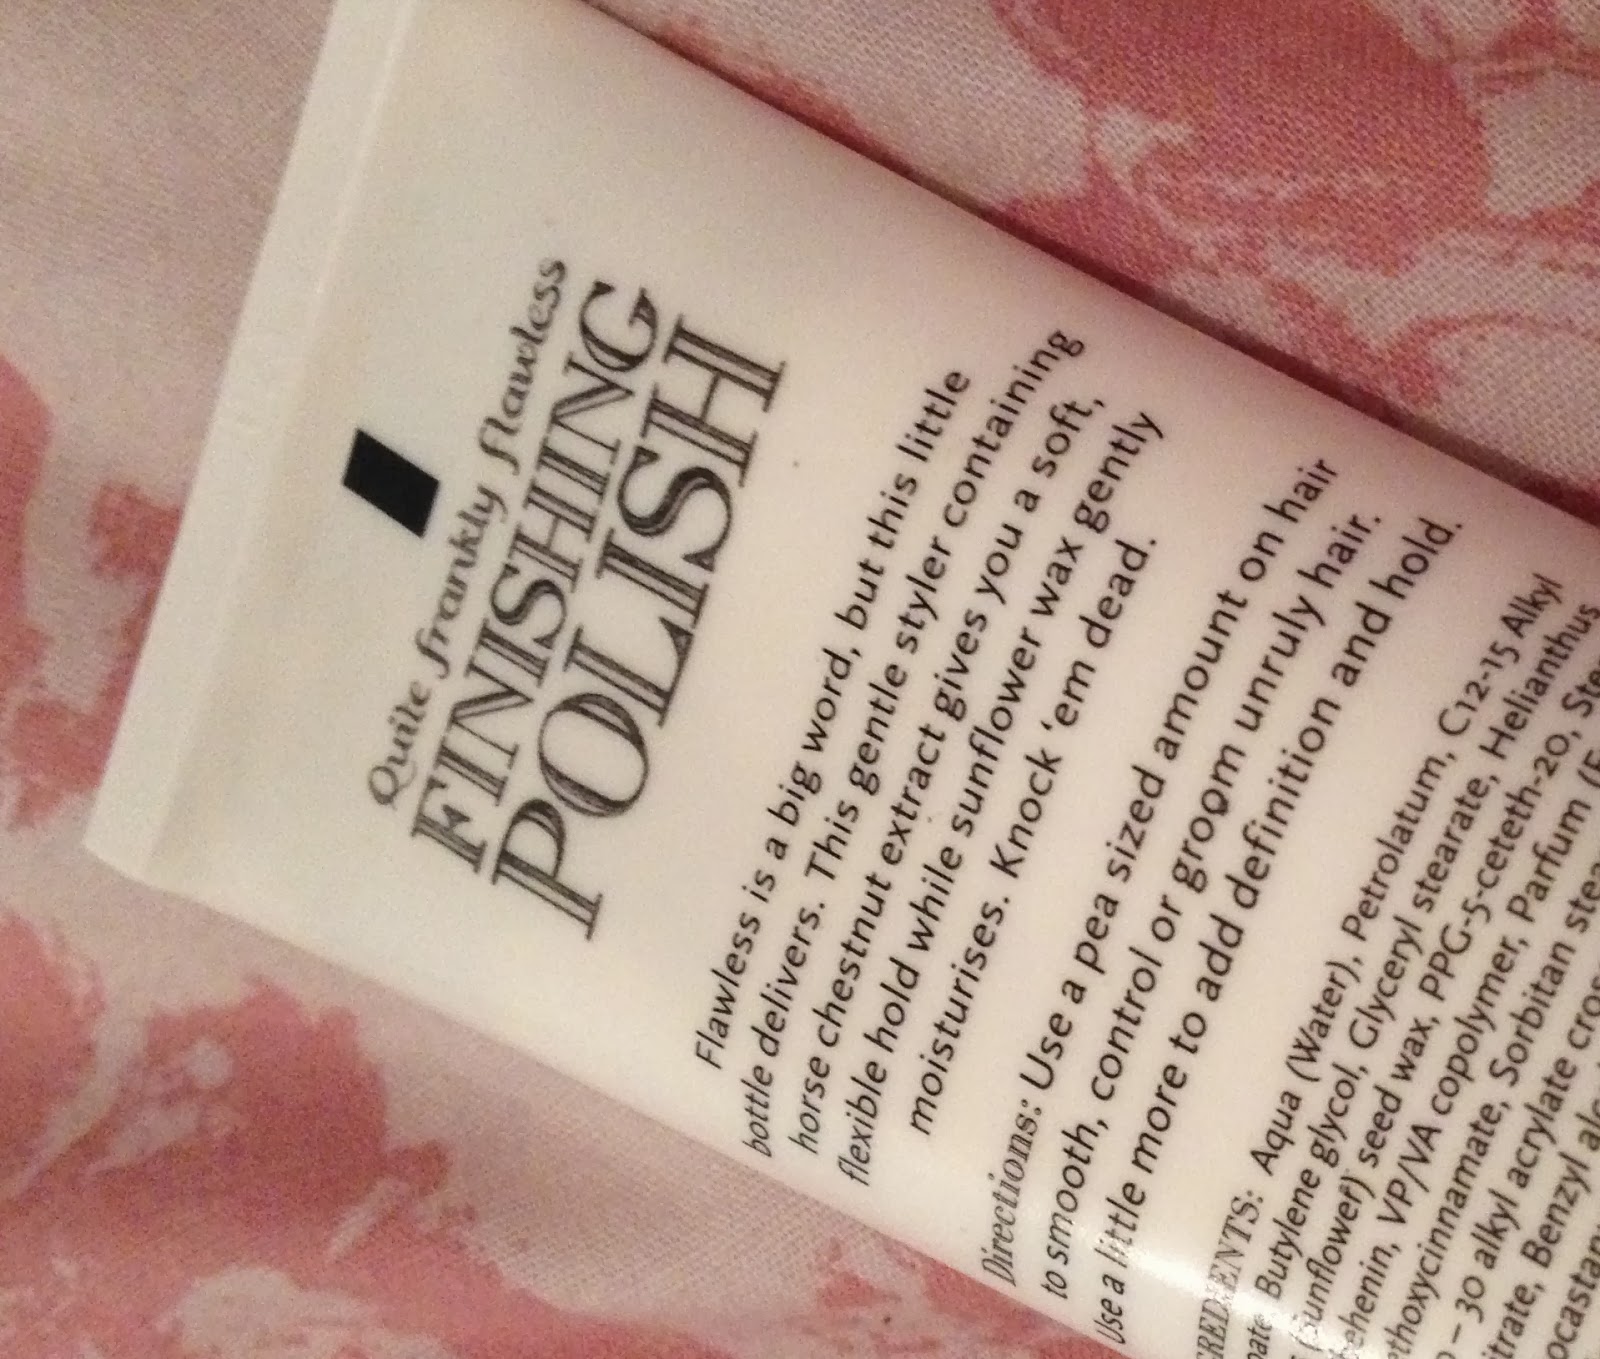 Quite frankly flawless
FINISHING
POLISH
Flawless is a big word, but this little
bottle delivers. This gentle styler containing
horse chestnut extract gives you a soft,
flexible hold while sunflower wax gently
moisturises. Knock 'em dead.
Directions: Use a pea sized amount on hair
to smooth, control or groom unruly hair.
Use a little more to add definition and hold.
Aqua (Water), Petrolatum, C12-15 Alkyl
Butylene glycol, Glyceryl stearate, Helianthus
seed wax, PPG-5-ceteth-20,
VP/VA copolymer, Parfum
Sorbitan
- 30 alkyl acrylate
Benzyl